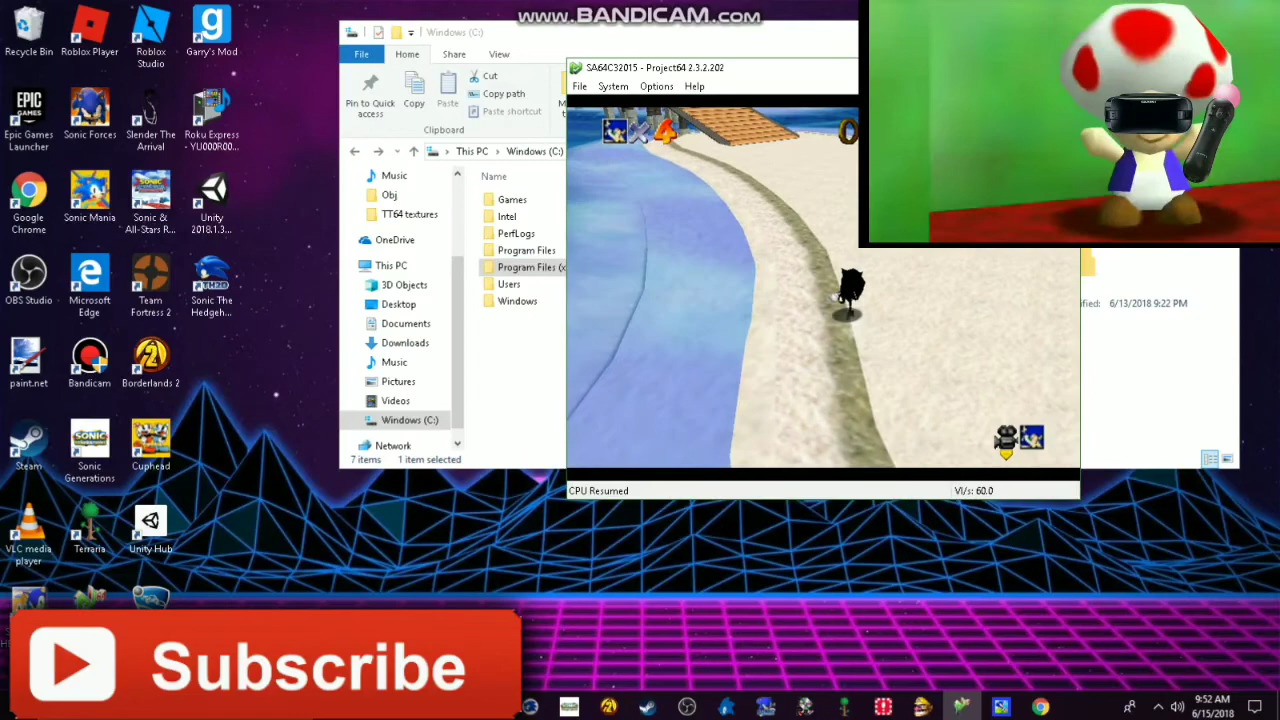 www.BANDICAM.com
Recycle Bin
Roblox Player
Roblox Studio
Garry's Mod
Epic Games Launcher
Sonic Forces
Slender The Arrival
Roku Express - YU000R00...
Google Chrome
Sonic Mania
Sonic & All-Stars R...
Unity 2018.1.3...
OBS Studio
Microsoft Edge
Team Fortress 2
Sonic The Hedgeh...
paint.net
Bandicam
Borderlands 2
Steam
Sonic Generations
Cuphead
VLC media player
Terraria
Unity Hub
Windows (C:)
File Home Share View
Pin to Quick access
Copy
Paste
Cut
Copy path
Paste shortcut
Clipboard
This PC > Windows (C:)
Music
Obj
TT64 textures
OneDrive
This PC
3D Objects
Desktop
Documents
Downloads
Music
Pictures
Videos
Windows (C:)
Network
Name
Games
Intel
PerfLogs
Program Files
Program Files (x
Users
Windows
7 items 1 item selected
SA64C32015 - Project64 2.3.2.202
File System Options Help
X 4
CPU Resumed
VI/s: 60.0
ified: 6/13/2018 9:22 PM
Subscribe
9:52 AM
6/15/2018